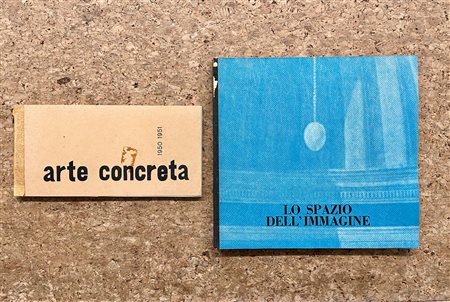 arte concreta
1950 1951
LO SPAZIO
DELL'IMMAGINE